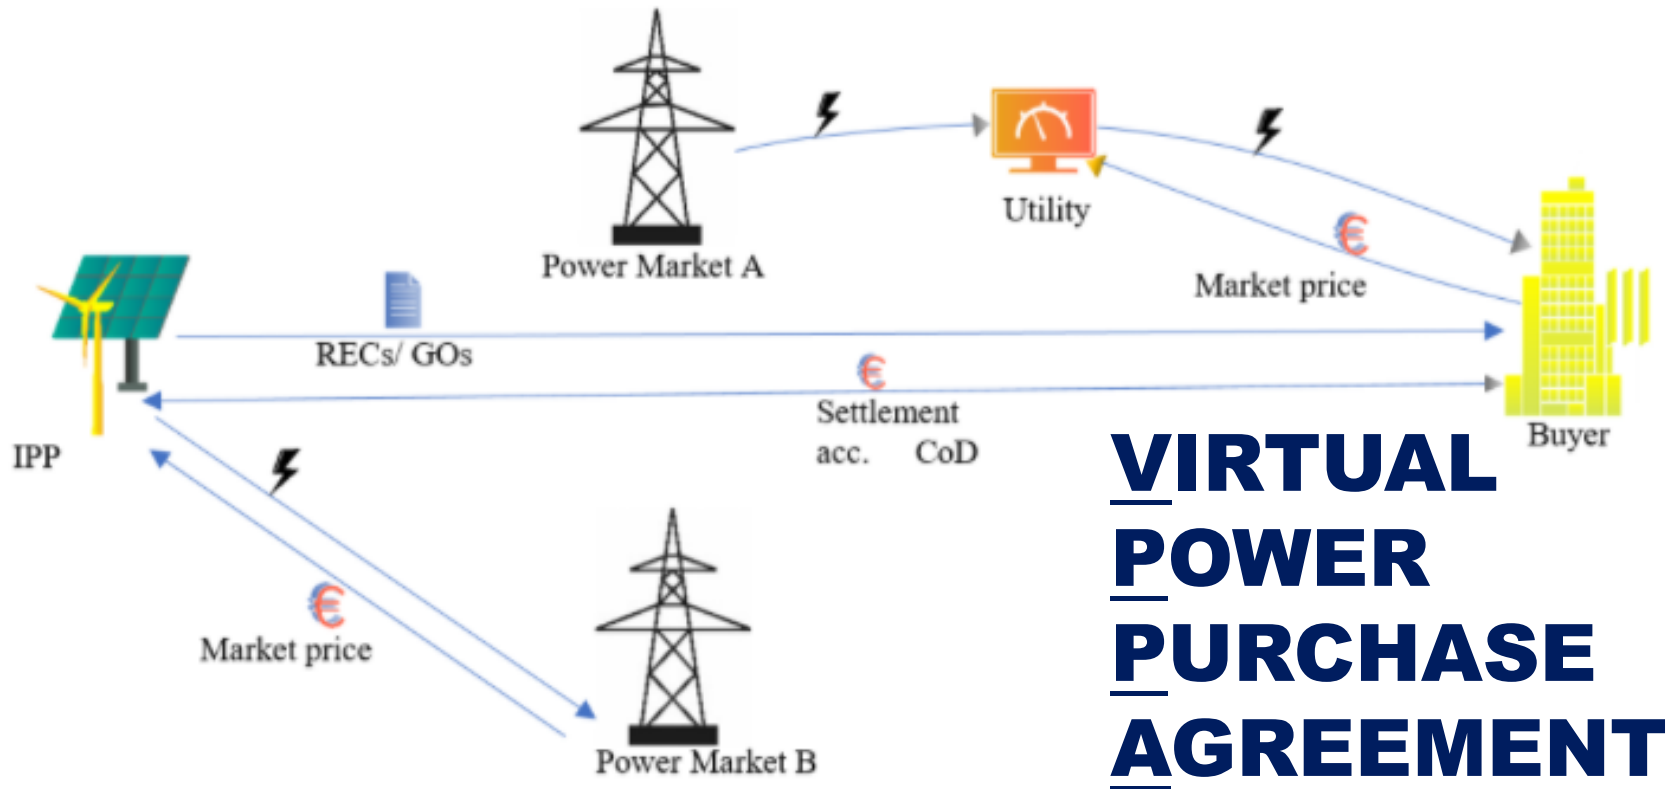 Power Market A
Utility
Market price
RECs/ GOs
Settlement
acc. CoD
IPP
Buyer
Market price
Power Market B
VIRTUAL
POWER
PURCHASE
AGREEMENT